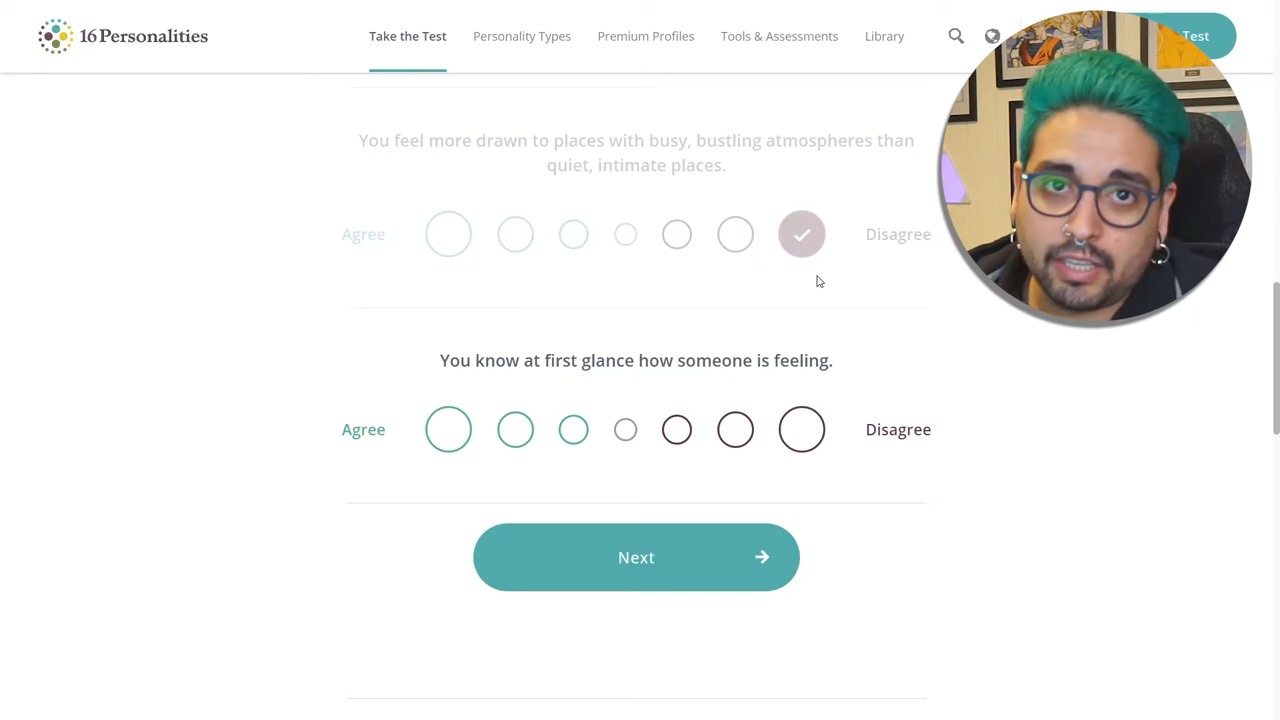 16Personalities
Take the Test
Personality Types
Premium Profiles
Tools & Assessments
Library
Test
You feel more drawn to places with busy, bustling atmospheres than
quiet, intimate places.
Agree
Disagree
You know at first glance how someone is feeling.
Agree
Disagree
Next